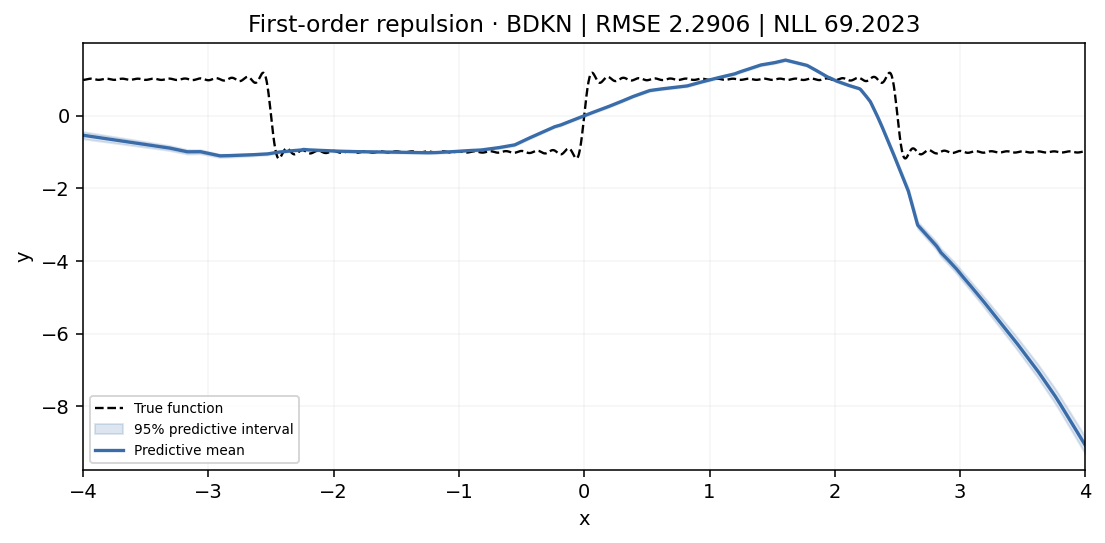 First-order repulsion · BDKN | RMSE 2.2906 | NLL 69.2023
y
0
−2
−4
−6
−8
True function
95% predictive interval
Predictive mean
−4 −3 −2 −1 0 1 2 3 4
x